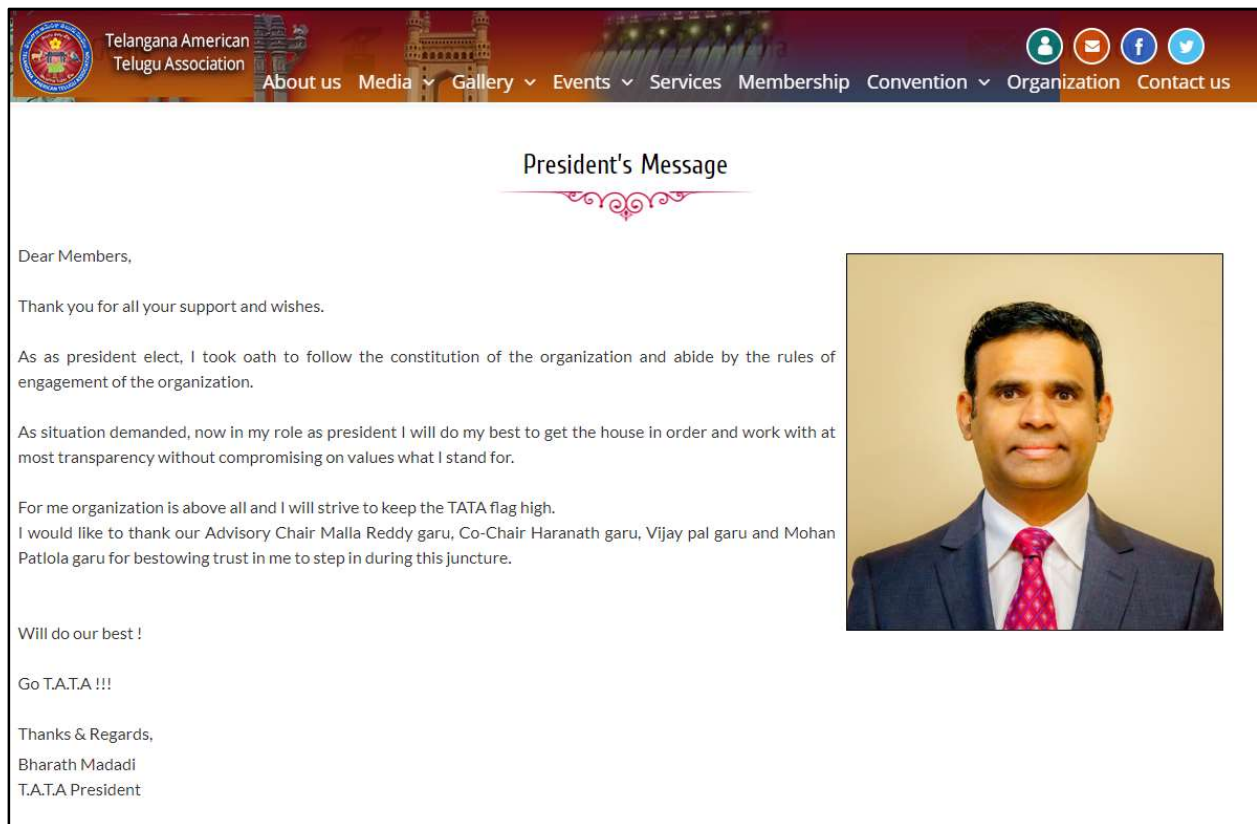 Telangana American
Telugu Association
About us Media Gallery Events Services Membership Convention Organization Contact us
President's Message
Dear Members,
Thank you for all your support and wishes.
As as president elect, I took oath to follow the constitution of the organization and abide by the rules of
engagement of the organization.
As situation demanded, now in my role as president I will do my best to get the house in order and work with at
most transparency without compromising on values what I stand for.
For me organization is above all and I will strive to keep the TATA flag high.
I would like to thank our Advisory Chair Malla Reddy garu, Co-Chair Haranath garu, Vijay pal garu and Mohan
Patlola garu for bestowing trust in me to step in during this juncture.
Will do our best !
Go T.A.T.A !!!
Thanks & Regards,
Bharath Madadi
T.A.T.A President